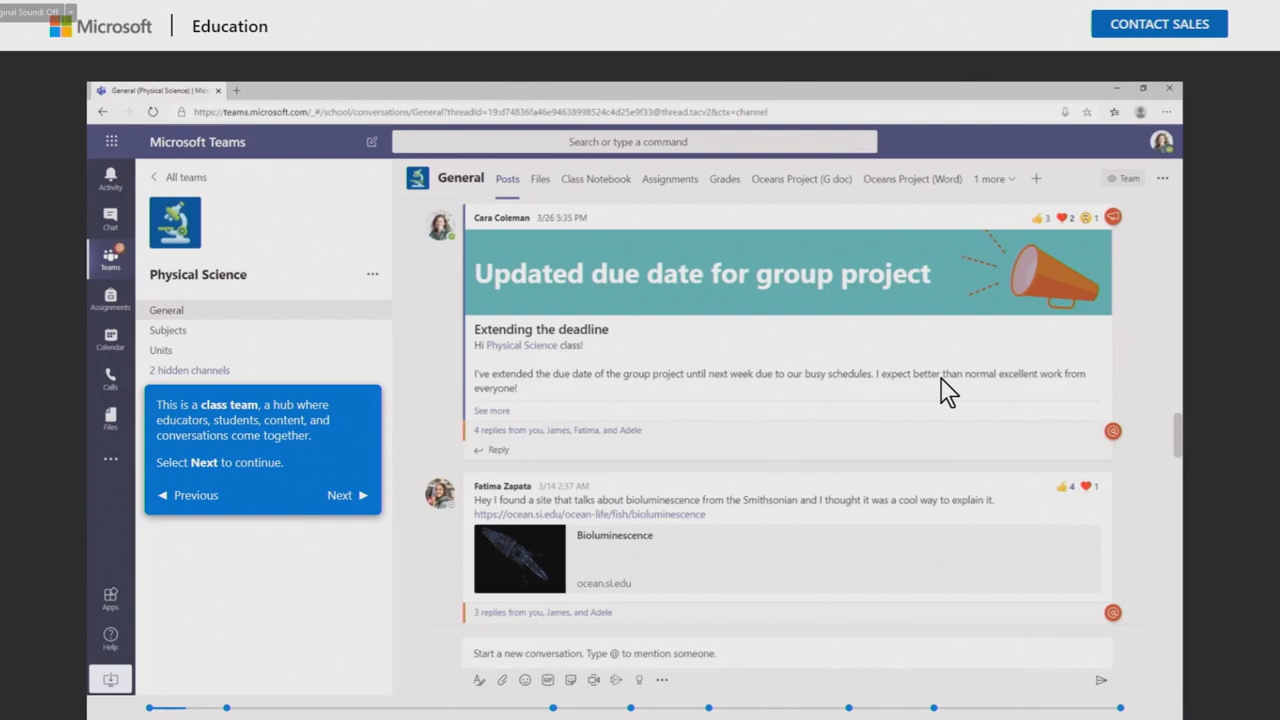 ginal Sound: Off
Microsoft | Education
CONTACT SALES
General (Physical Science) | Mic
https://teams.microsoft.com/_#/school/conversations/General?threadId=19:d74836fa46e94638998524c4d25e9f33@thread.tacv2&ctx=channel
Microsoft Teams
Search or type a command
Activity
Chat
Teams
Assignments
Calendar
Calls
Files
Apps
Help
All teams
Physical Science
General
Subjects
Units
2 hidden channels
This is a class team, a hub where
educators, students, content, and
conversations come together.
Select Next to continue.
Previous Next
General Posts Files Class Notebook Assignments Grades Oceans Project (G doc) Oceans Project (Word) 1 more Team
Cara Coleman 3/26 5:35 PM
3 2 1
Updated due date for group project
Extending the deadline
Hi Physical Science class!
I've extended the due date of the group project until next week due to our busy schedules. I expect better than normal excellent work from
everyone!
See more
4 replies from you, James, Fatima, and Adele
Reply
Fatima Zapata 3/14 2:37 AM
4 1
Hey I found a site that talks about bioluminescence from the Smithsonian and I thought it was a cool way to explain it.
https://ocean.si.edu/ocean-life/fish/bioluminescence
Bioluminescence
ocean.si.edu
3 replies from you, James, and Adele
Start a new conversation. Type @ to mention someone.
GIF